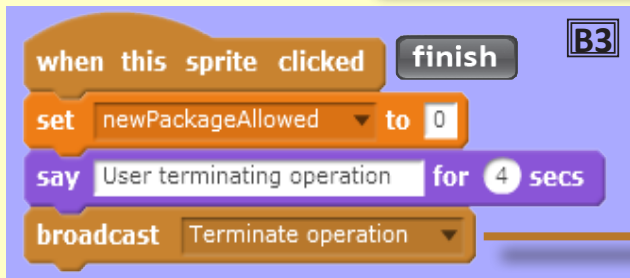 when this sprite clicked finish B3
set newPackageAllowed to 0
say User terminating operation for 4 secs
broadcast Terminate operation